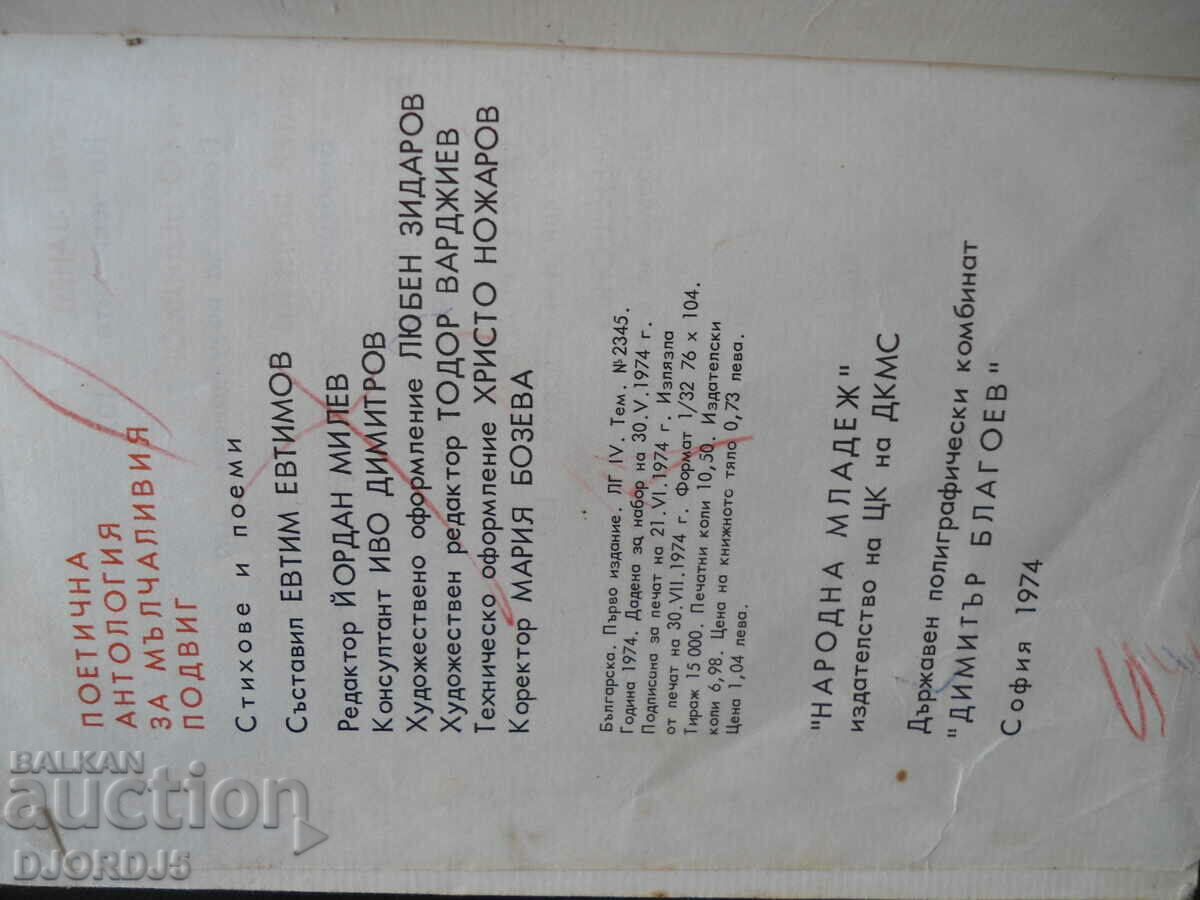 ПОЕТИЧНА
АНТОЛОГИЯ
ЗА МЪЛЧАЛИВИЯ
ПОДВИГ
Стихове и поеми
Съставил ЕВТИМ ЕВТИМОВ
Редактор ЙОРДАН МИЛЕВ
Консултант ИВО ДИМИТРОВ
Художествено оформление ЛЮБЕН ЗИДАРОВ
Художествен редактор ТОДОР ВАРДЖИЕВ
Техническо оформление ХРИСТО НОЖАРОВ
Коректор МАРИЯ БОЗЕВА
Българска. Първо издание. ЛГ IV. Тем. №2345.
Година 1974. Дадена за набор на 30.V.1974 г.
Подписана за печат на 21.VI.1974 г. Излязла
от печат на 30.VII.1974 г. Формат 1/32 76 x 104.
Тираж 15 000. Печатни коли 10,50. Издателски
коли 6,98. Цена на книжното тяло 0,73 лева.
Цена 1,04 лева.
"НАРОДНА МЛАДЕЖ"
издателство на ЦК на ДКМС
Държавен полиграфически комбинат
"ДИМИТЪР БЛАГОЕВ"
София 1974
BALKAN
auction
DJORDJ5